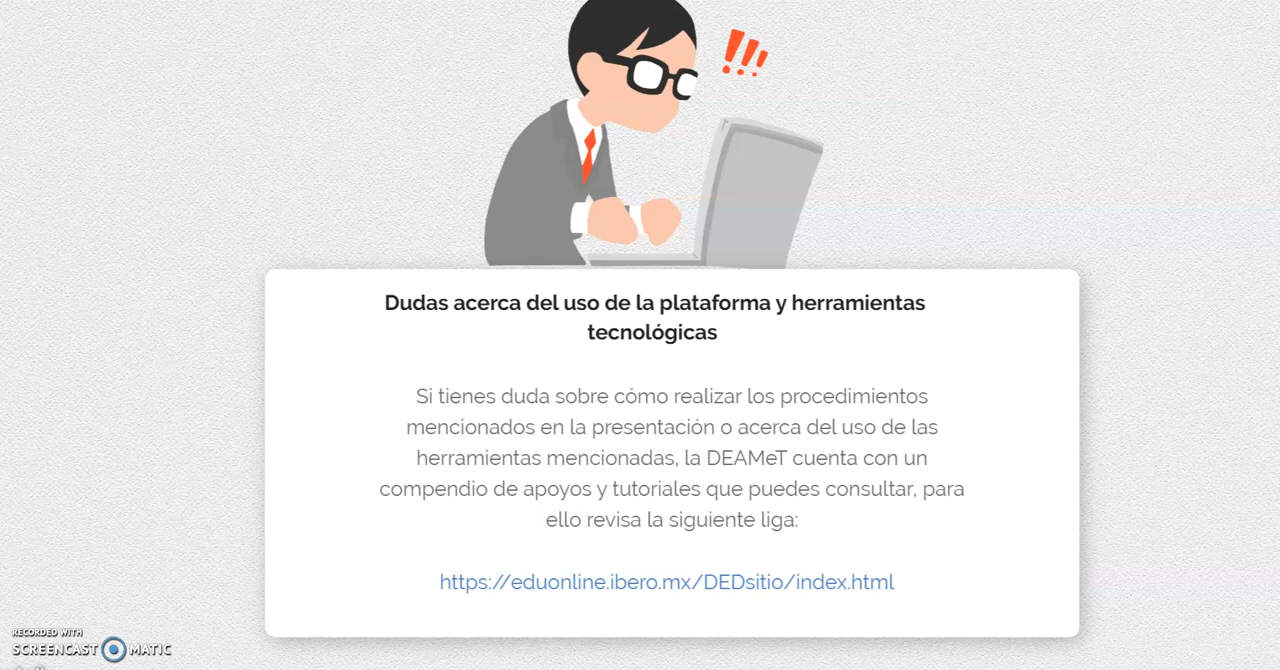 !!!
Dudas acerca del uso de la plataforma y herramientas
tecnológicas
Si tienes duda sobre cómo realizar los procedimientos
mencionados en la presentación o acerca del uso de las
herramientas mencionadas, la DEAMeT cuenta con un
compendio de apoyos y tutoriales que puedes consultar, para
ello revisa la siguiente liga:
https://eduonline.ibero.mx/DEDsitio/index.html
RECORDED WITH
SCREENCAST MATIC